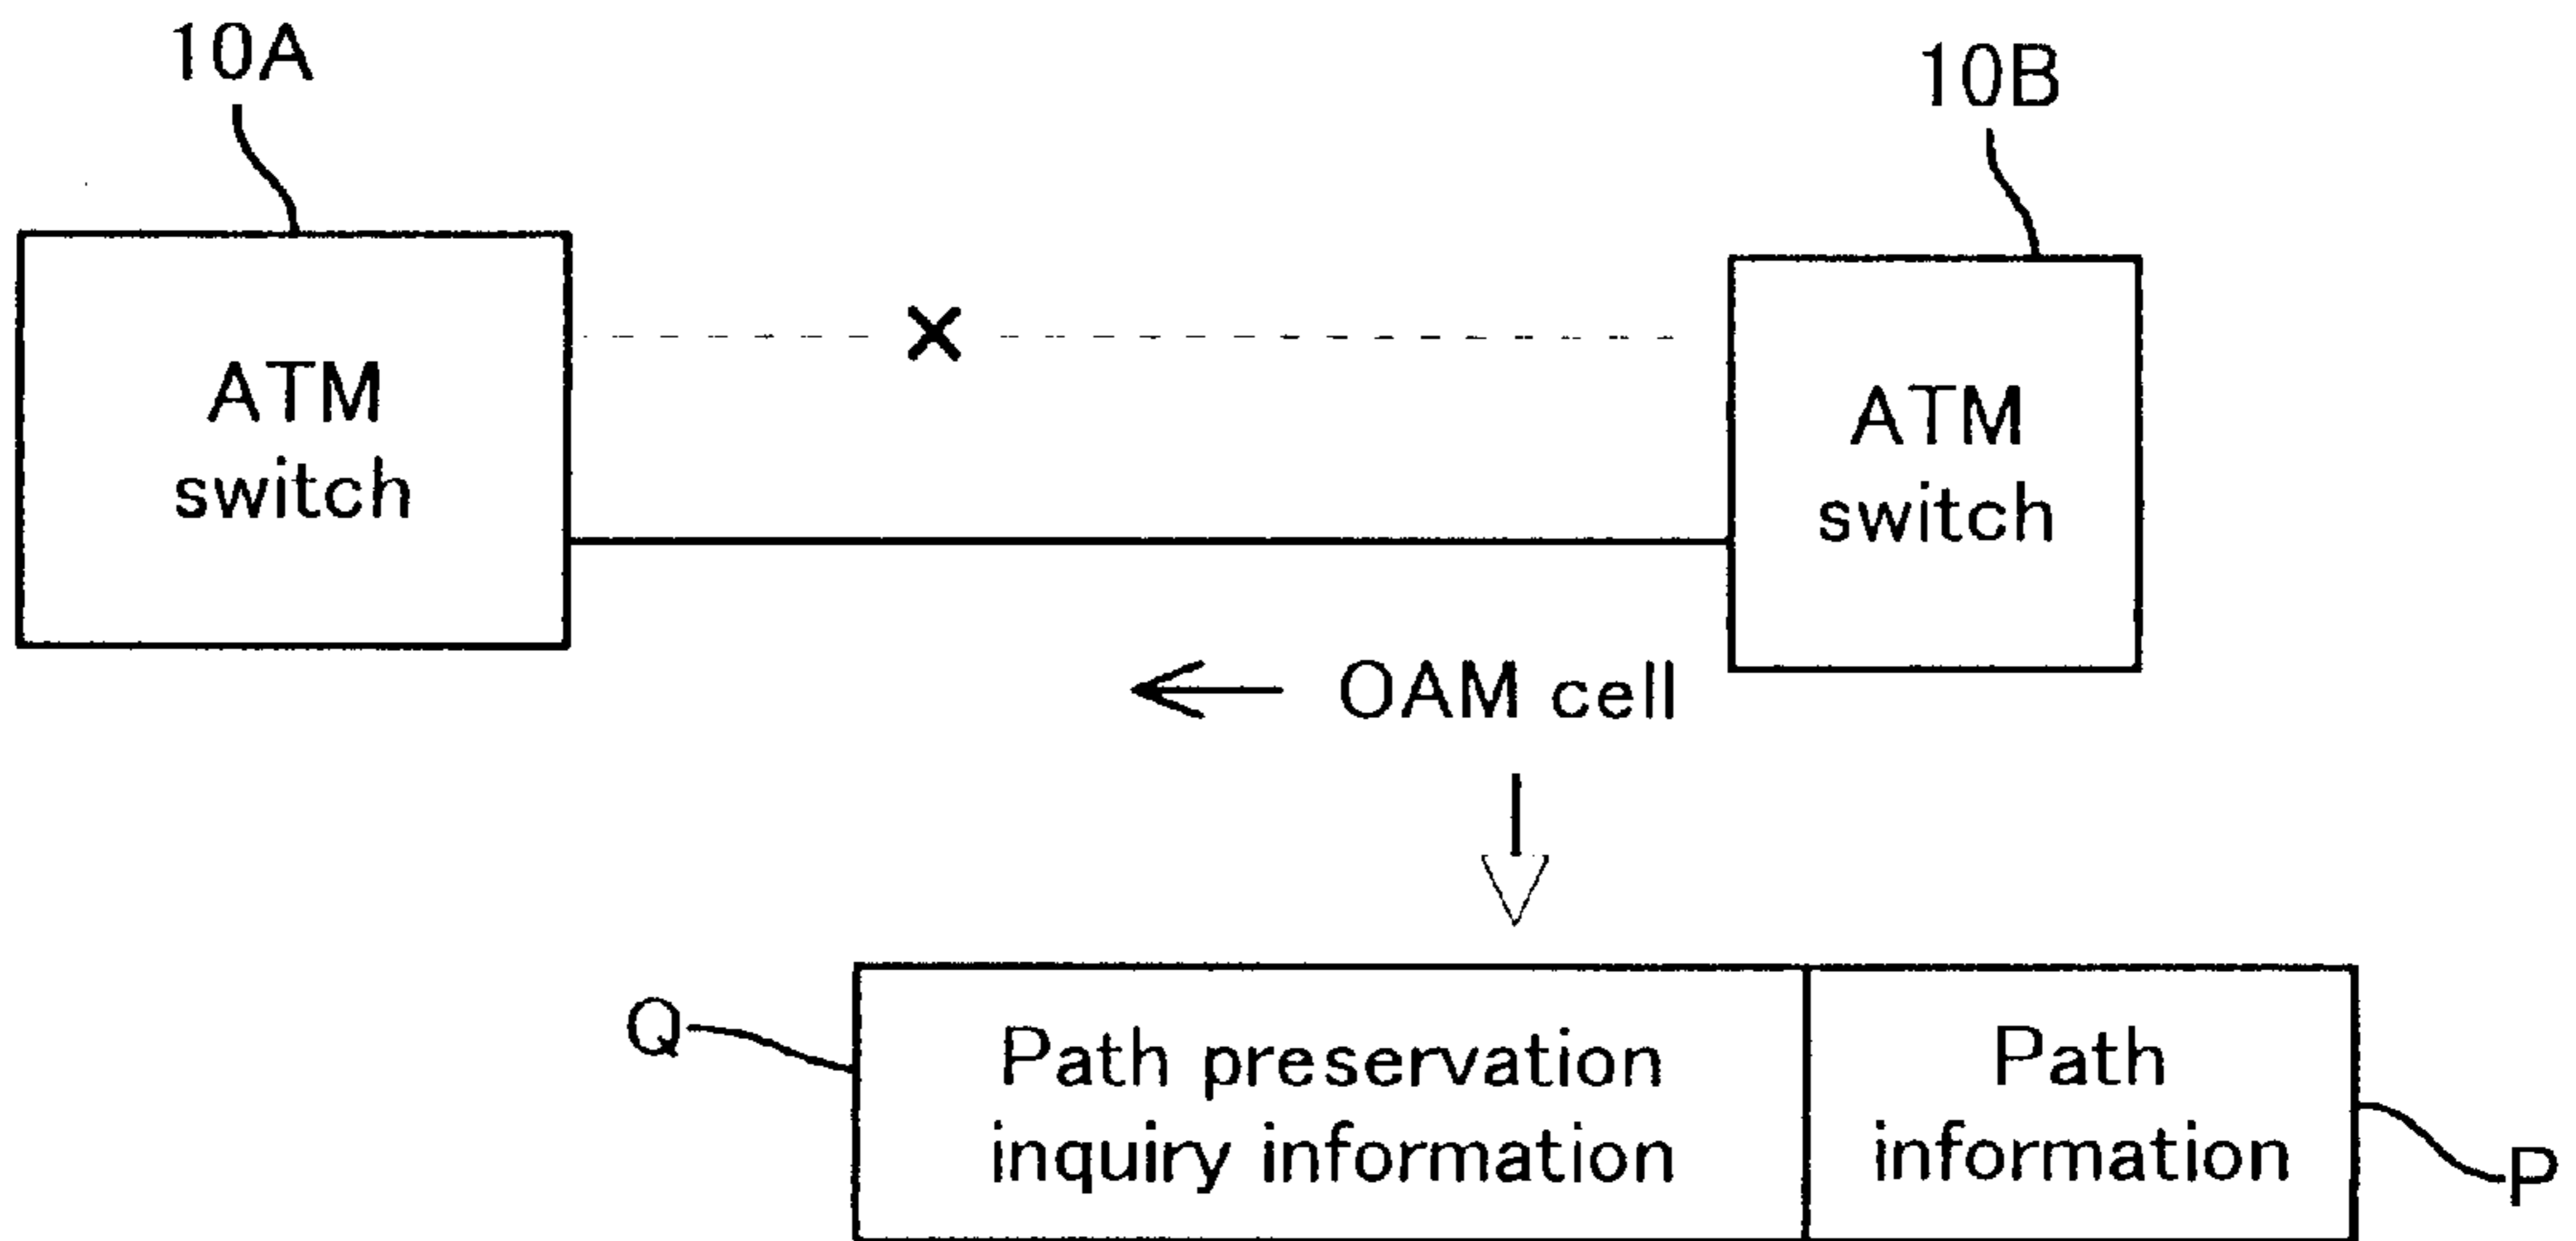 10A
10B
ATM
switch
ATM
switch
OAM cell
Q
Path preservation
inquiry information
Path
information
P